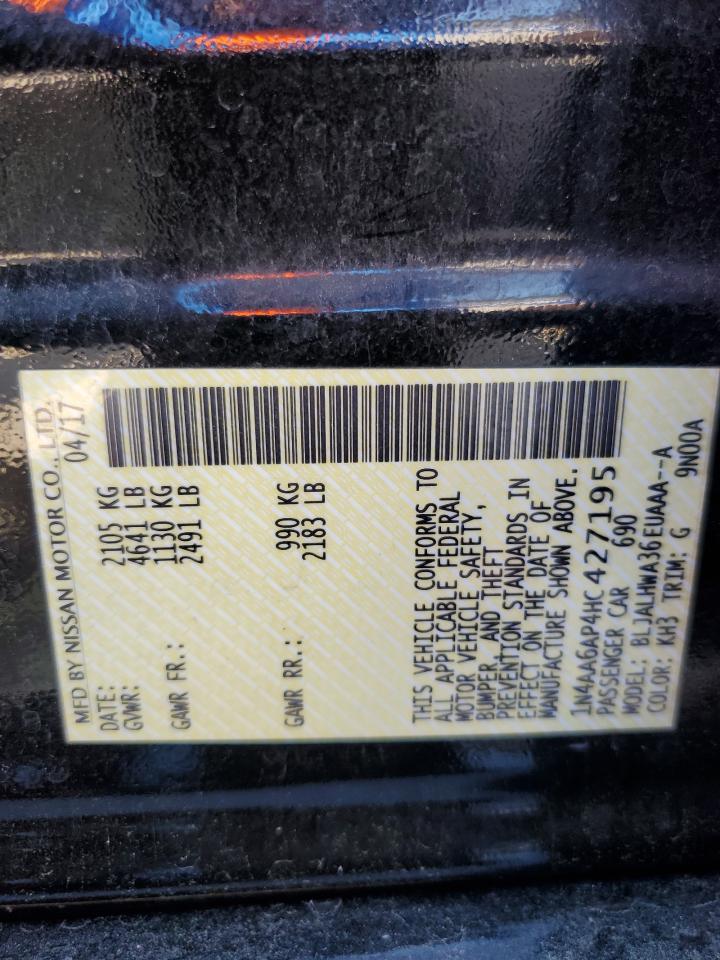 MFD BY NISSAN MOTOR CO., LTD.
DATE: 04/17
GVWR: 2105 KG
4641 LB
GAWR FR.: 1130 KG
2491 LB
GAWR RR.: 990 KG
2183 LB
THIS VEHICLE CONFORMS TO
ALL APPLICABLE FEDERAL
MOTOR VEHICLE SAFETY,
BUMPER, AND THEFT
PREVENTION STANDARDS IN
EFFECT ON THE DATE OF
MANUFACTURE SHOWN ABOVE.
1N4AA6AP4HC427195
PASSENGER CAR 690
MODEL: BLJALHWA36EUAAA--A
COLOR: KH3 TRIM: G 9N00A